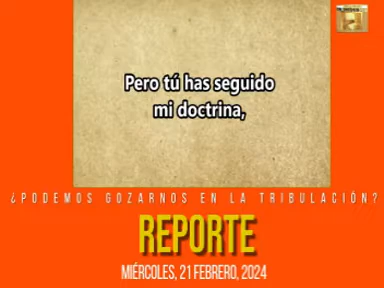 Pero tú has seguido
mi doctrina,
¿PODEMOS GOZARNOS EN LA TRIBULACIÓN?
REPORTE
MIÉRCOLES, 21 FEBRERO, 2024